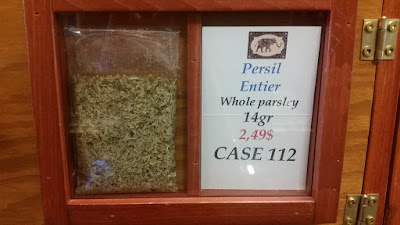 Persil
Entier
Whole parsley
14gr
2,49$
CASE 112